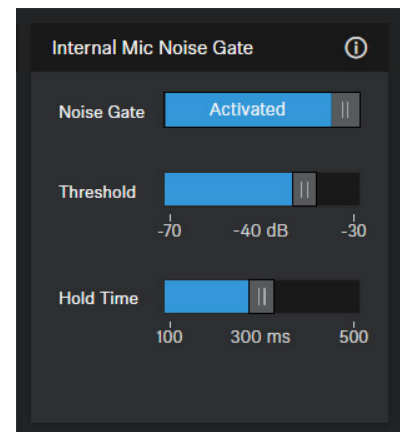 Internal Mic Noise Gate
Noise Gate Activated
Threshold
-70 -40 dB -30
Hold Time
100 300 ms 500